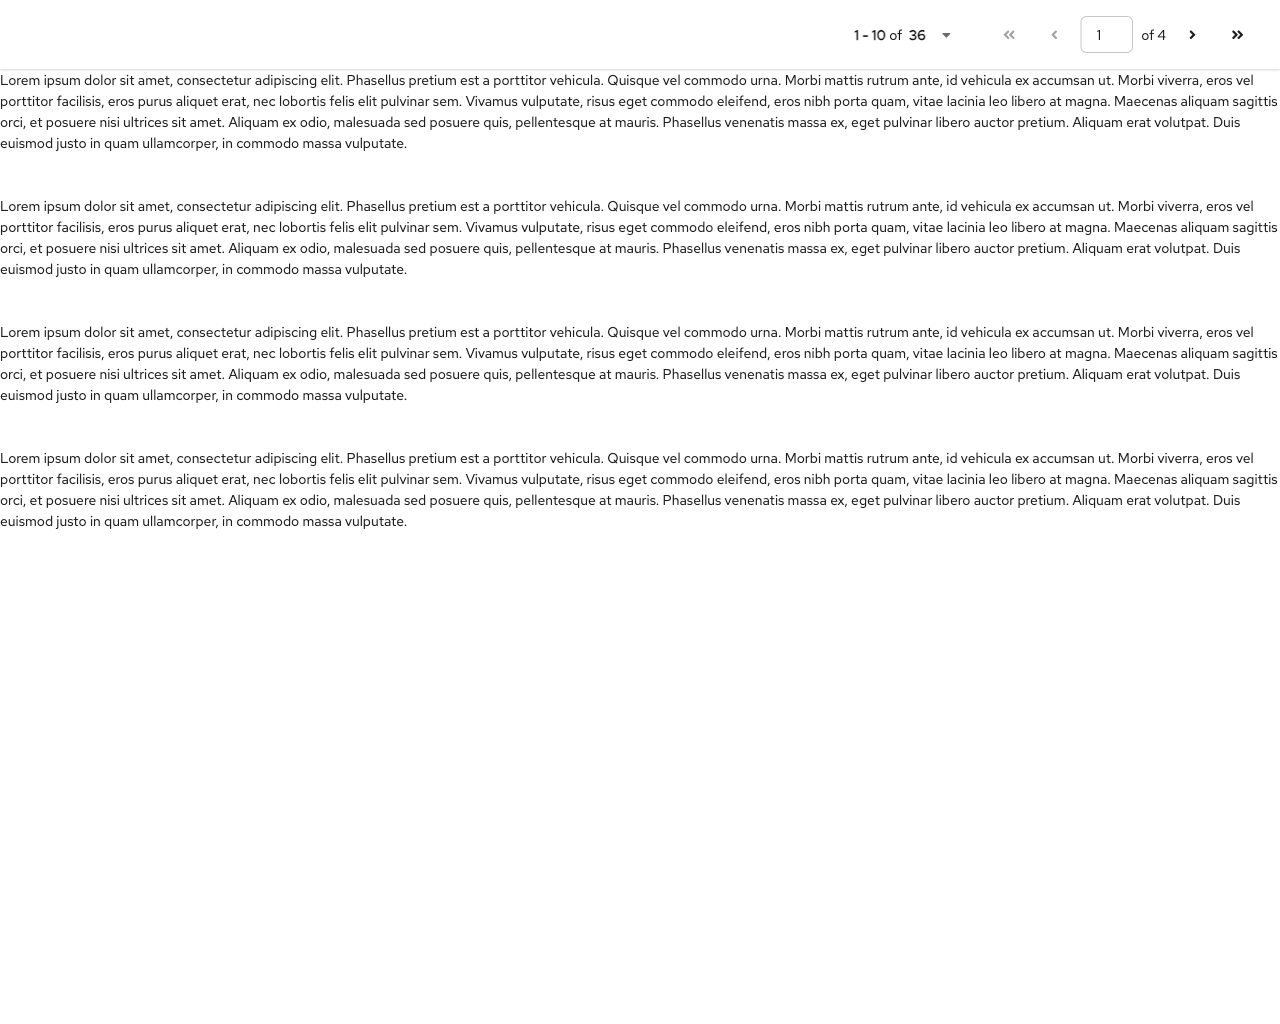 1 - 10 of 36 1 of 4
Lorem ipsum dolor sit amet, consectetur adipiscing elit. Phasellus pretium est a porttitor vehicula. Quisque vel commodo urna. Morbi mattis rutrum ante, id vehicula ex accumsan ut. Morbi viverra, eros vel
porttitor facilisis, eros purus aliquet erat, nec lobortis felis elit pulvinar sem. Vivamus vulputate, risus eget commodo eleifend, eros nibh porta quam, vitae lacinia leo libero at magna. Maecenas aliquam sagittis
orci, et posuere nisi ultrices sit amet. Aliquam ex odio, malesuada sed posuere quis, pellentesque at mauris. Phasellus venenatis massa ex, eget pulvinar libero auctor pretium. Aliquam erat volutpat. Duis
euismod justo in quam ullamcorper, in commodo massa vulputate.
Lorem ipsum dolor sit amet, consectetur adipiscing elit. Phasellus pretium est a porttitor vehicula. Quisque vel commodo urna. Morbi mattis rutrum ante, id vehicula ex accumsan ut. Morbi viverra, eros vel
porttitor facilisis, eros purus aliquet erat, nec lobortis felis elit pulvinar sem. Vivamus vulputate, risus eget commodo eleifend, eros nibh porta quam, vitae lacinia leo libero at magna. Maecenas aliquam sagittis
orci, et posuere nisi ultrices sit amet. Aliquam ex odio, malesuada sed posuere quis, pellentesque at mauris. Phasellus venenatis massa ex, eget pulvinar libero auctor pretium. Aliquam erat volutpat. Duis
euismod justo in quam ullamcorper, in commodo massa vulputate.
Lorem ipsum dolor sit amet, consectetur adipiscing elit. Phasellus pretium est a porttitor vehicula. Quisque vel commodo urna. Morbi mattis rutrum ante, id vehicula ex accumsan ut. Morbi viverra, eros vel
porttitor facilisis, eros purus aliquet erat, nec lobortis felis elit pulvinar sem. Vivamus vulputate, risus eget commodo eleifend, eros nibh porta quam, vitae lacinia leo libero at magna. Maecenas aliquam sagittis
orci, et posuere nisi ultrices sit amet. Aliquam ex odio, malesuada sed posuere quis, pellentesque at mauris. Phasellus venenatis massa ex, eget pulvinar libero auctor pretium. Aliquam erat volutpat. Duis
euismod justo in quam ullamcorper, in commodo massa vulputate.
Lorem ipsum dolor sit amet, consectetur adipiscing elit. Phasellus pretium est a porttitor vehicula. Quisque vel commodo urna. Morbi mattis rutrum ante, id vehicula ex accumsan ut. Morbi viverra, eros vel
porttitor facilisis, eros purus aliquet erat, nec lobortis felis elit pulvinar sem. Vivamus vulputate, risus eget commodo eleifend, eros nibh porta quam, vitae lacinia leo libero at magna. Maecenas aliquam sagittis
orci, et posuere nisi ultrices sit amet. Aliquam ex odio, malesuada sed posuere quis, pellentesque at mauris. Phasellus venenatis massa ex, eget pulvinar libero auctor pretium. Aliquam erat volutpat. Duis
euismod justo in quam ullamcorper, in commodo massa vulputate.